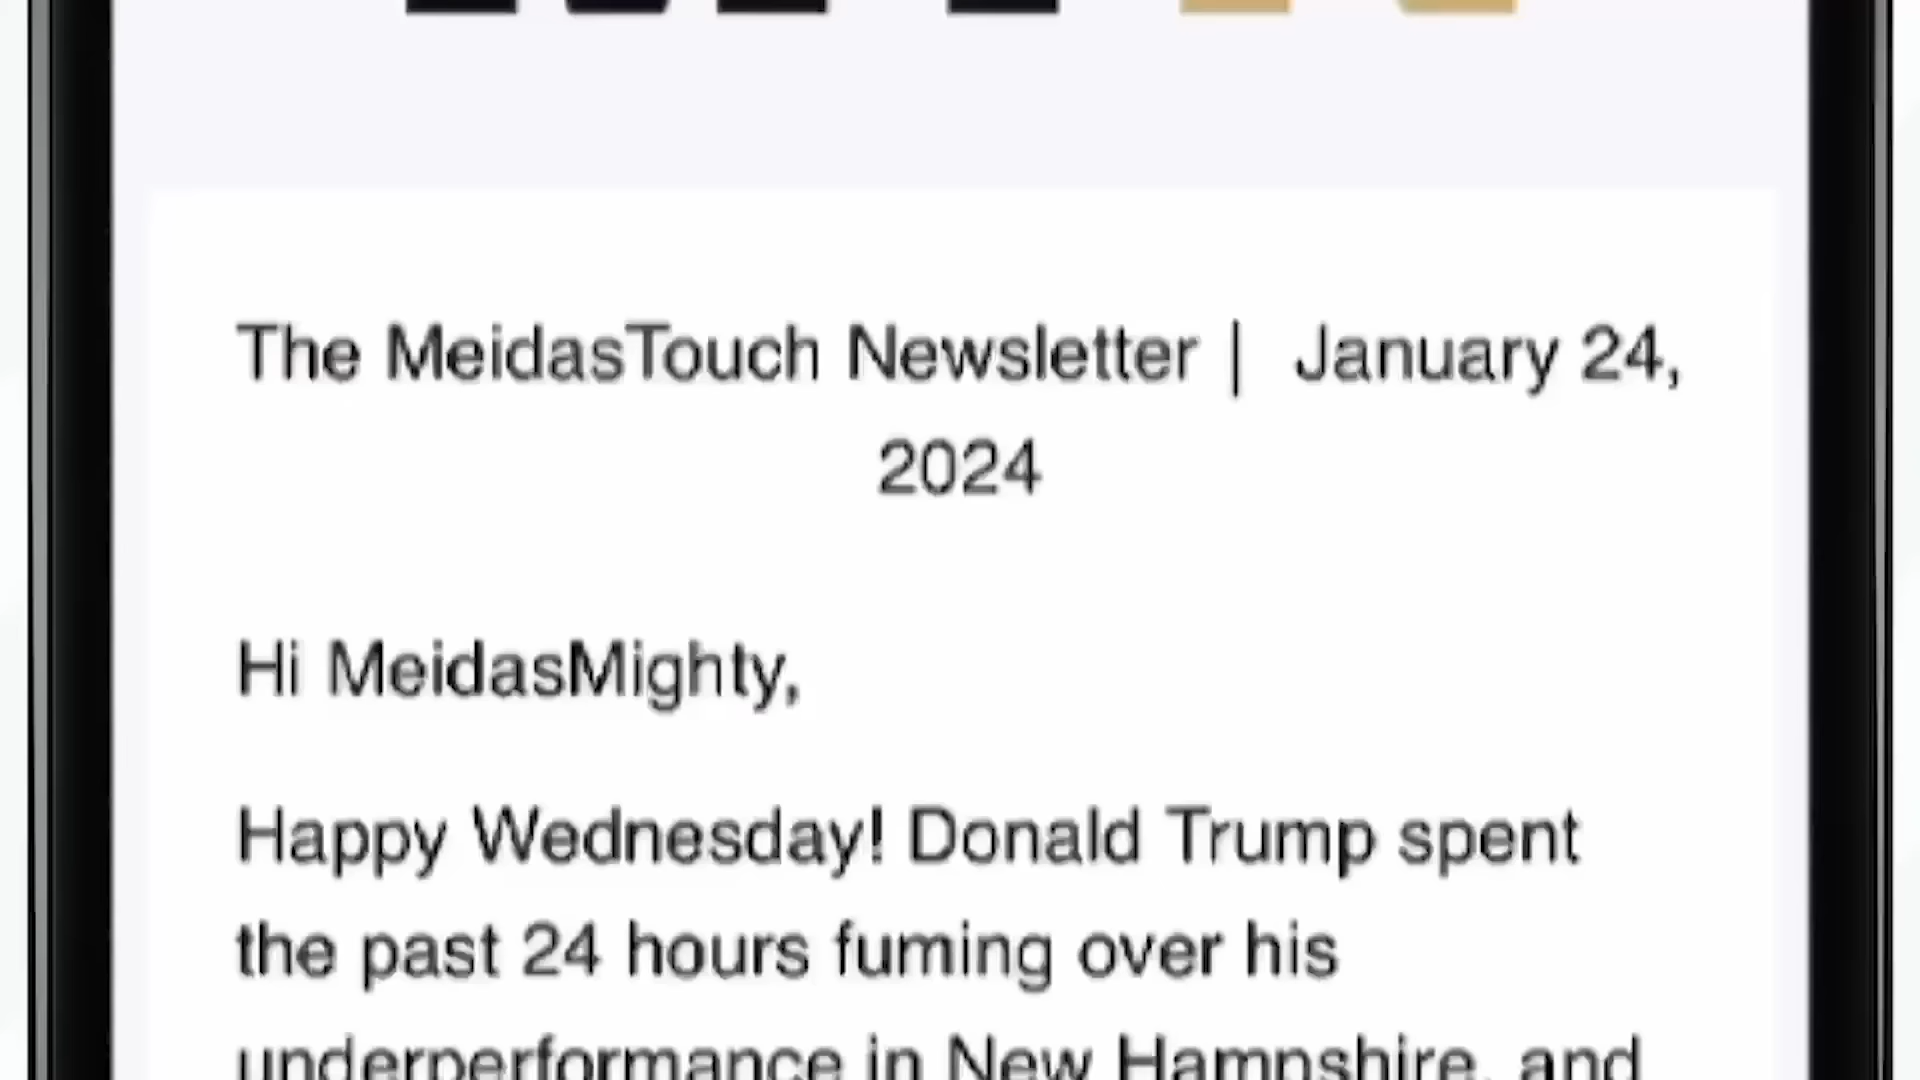 The MeidasTouch Newsletter | January 24,
2024
Hi MeidasMighty,
Happy Wednesday! Donald Trump spent
the past 24 hours fuming over his
underperformance in New Hampshire, and